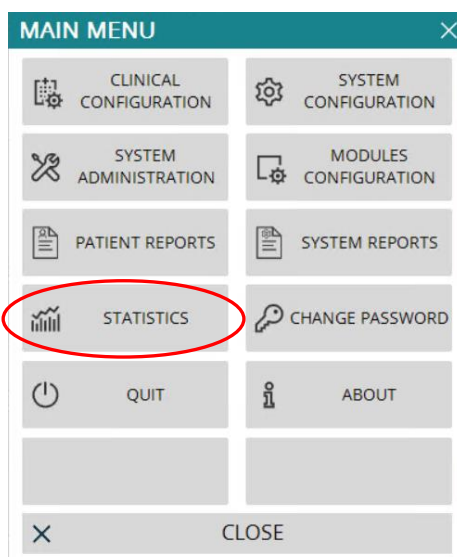 MAIN MENU
CLINICAL
CONFIGURATION
SYSTEM
CONFIGURATION
SYSTEM
ADMINISTRATION
MODULES
CONFIGURATION
PATIENT REPORTS
SYSTEM REPORTS
STATISTICS
CHANGE PASSWORD
QUIT
ABOUT
CLOSE